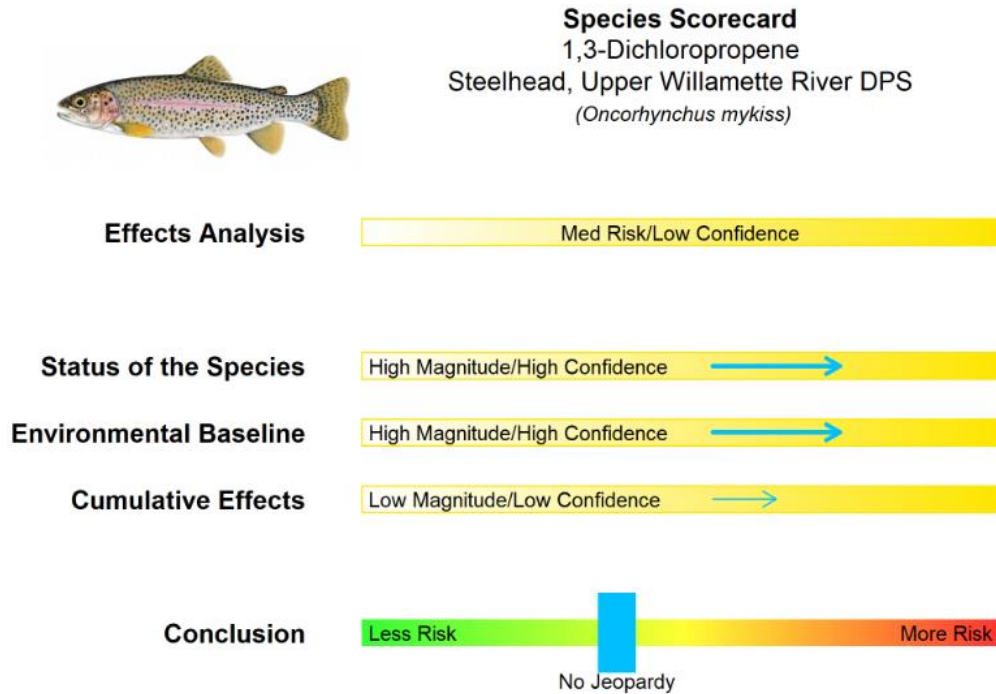 Species Scorecard
1,3-Dichloropropene
Steelhead, Upper Willamette River DPS
(Oncorhynchus mykiss)
Effects Analysis
Med Risk/Low Confidence
Status of the Species
High Magnitude/High Confidence
Environmental Baseline
High Magnitude/High Confidence
Cumulative Effects
Low Magnitude/Low Confidence
Conclusion
Less Risk
More Risk
No Jeopardy